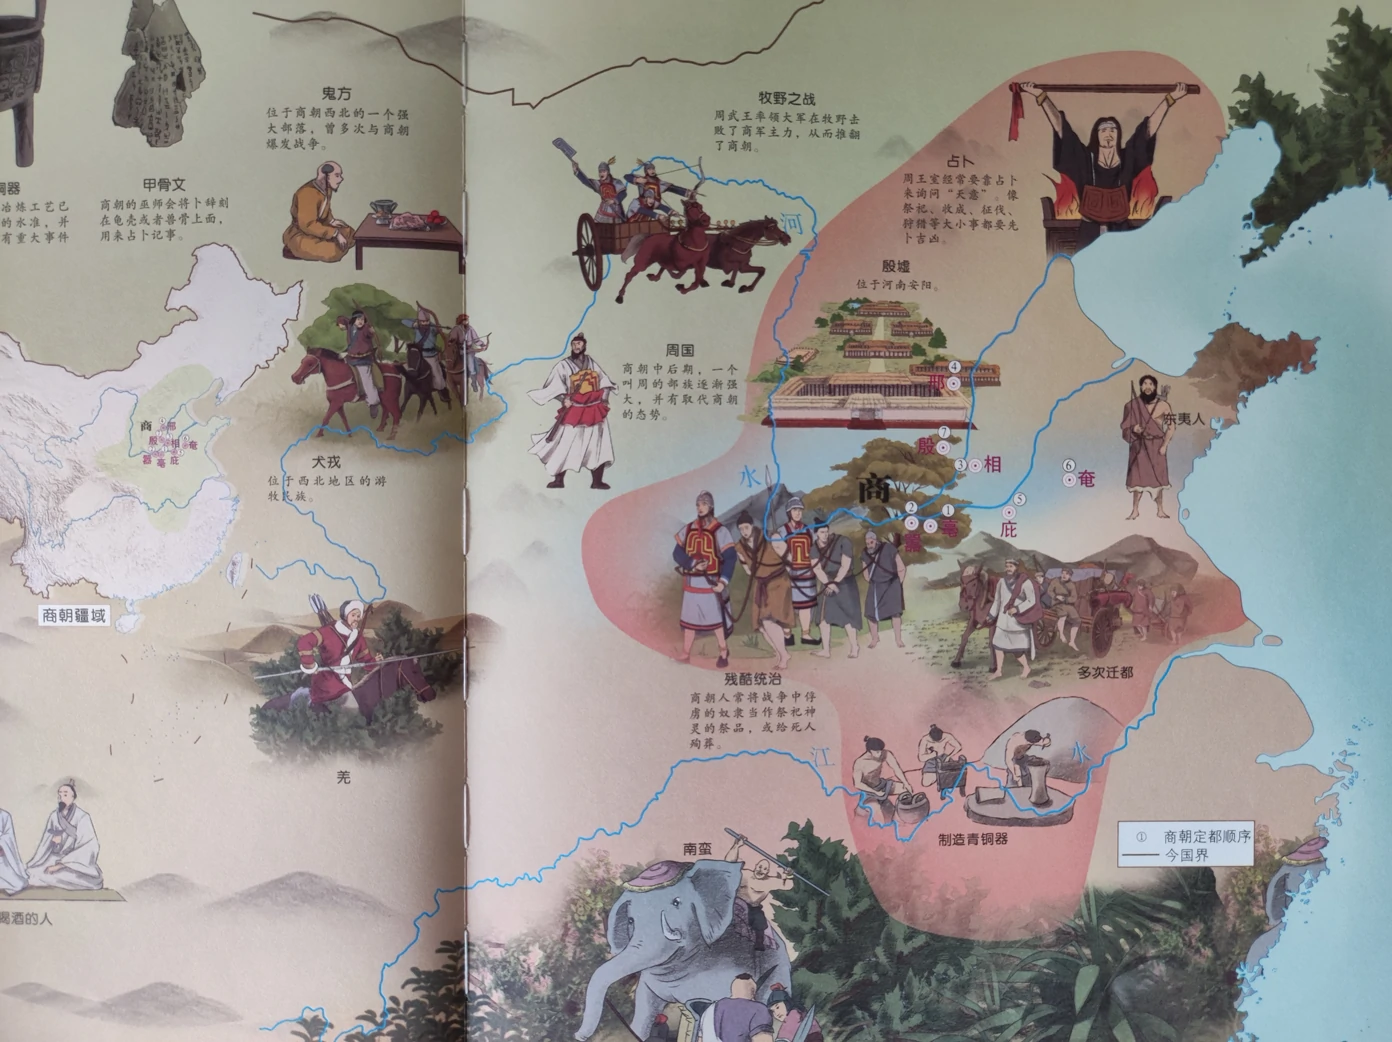 鬼方
位于商朝西北的一个强
大部落，曾多次与商朝
爆发战争。
铜器
冶炼工艺已
的水准，并
有重大事件
甲骨文
商朝的巫师会将卜辞刻
在龟壳或者兽骨上面，
用来占卜记事。
牧野之战
周武王率领大军在牧野击
败了商军主力，从而推翻
了商朝。
占卜
周王室经常要靠占卜
来询问“天意”。像
祭祀、收成、征伐、
狩猎等大小事都要先
卜吉凶。
河
殷墟
位于河南安阳。
周国
商朝中后期，一个
叫周的部族逐渐强
大，并有取代商朝
的态势。
④
邢
东夷人
商
邢
殷
相
奄
嚣
亳
庇
犬戎
位于西北地区的游
牧民族。
水
⑦
殷
③
相
⑥
奄
商
②
嚣
①
亳
⑤
庇
商朝疆域
残酷统治
商朝人常将战争中俘
虏的奴隶当作祭祀神
灵的祭品，或给死人
殉葬。
多次迁都
羌
江
水
制造青铜器
① 商朝定都顺序
今国界
南蛮
喝酒的人